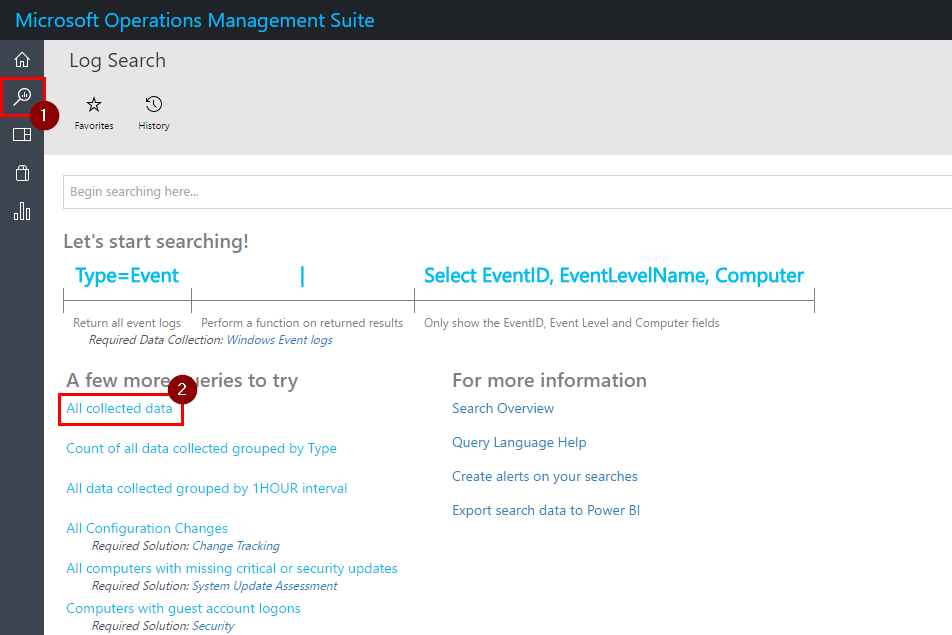 Microsoft Operations Management Suite
Log Search
1
Favorites History
Begin searching here...
Let's start searching!
Type=Event | Select EventID, EventLevelName, Computer
Return all event logs Perform a function on returned results Only show the EventID, Event Level and Computer fields
Required Data Collection: Windows Event logs
A few more queries to try
2
All collected data
Count of all data collected grouped by Type
All data collected grouped by 1HOUR interval
All Configuration Changes
Required Solution: Change Tracking
All computers with missing critical or security updates
Required Solution: System Update Assessment
Computers with guest account logons
Required Solution: Security
For more information
Search Overview
Query Language Help
Create alerts on your searches
Export search data to Power BI